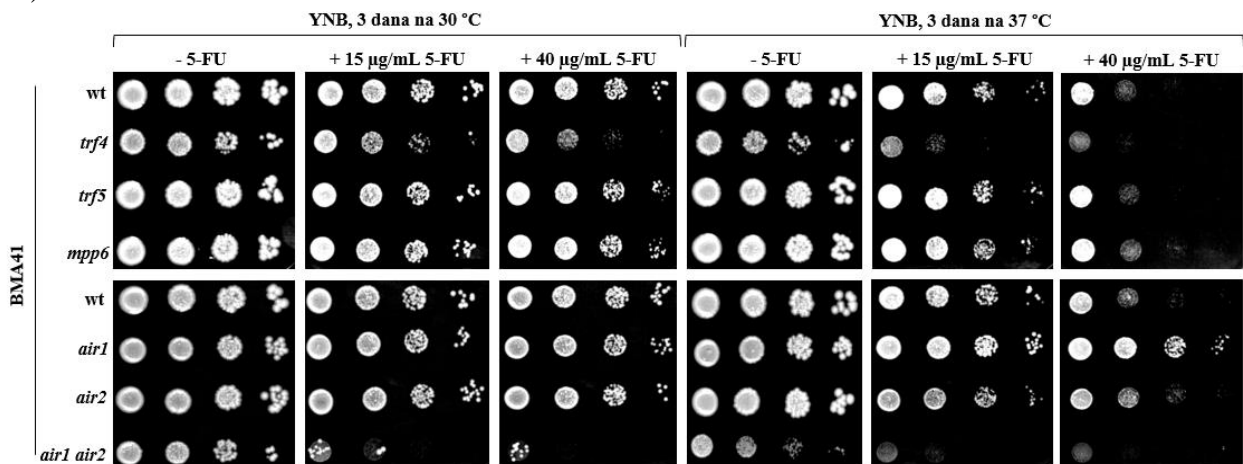 YNB, 3 dana na 30 °C YNB, 3 dana na 37 °C
- 5-FU + 15 µg/mL 5-FU + 40 µg/mL 5-FU - 5-FU + 15 µg/mL 5-FU + 40 µg/mL 5-FU
BMA41
wt
trf4
trf5
mpp6
wt
air1
air2
air1 air2